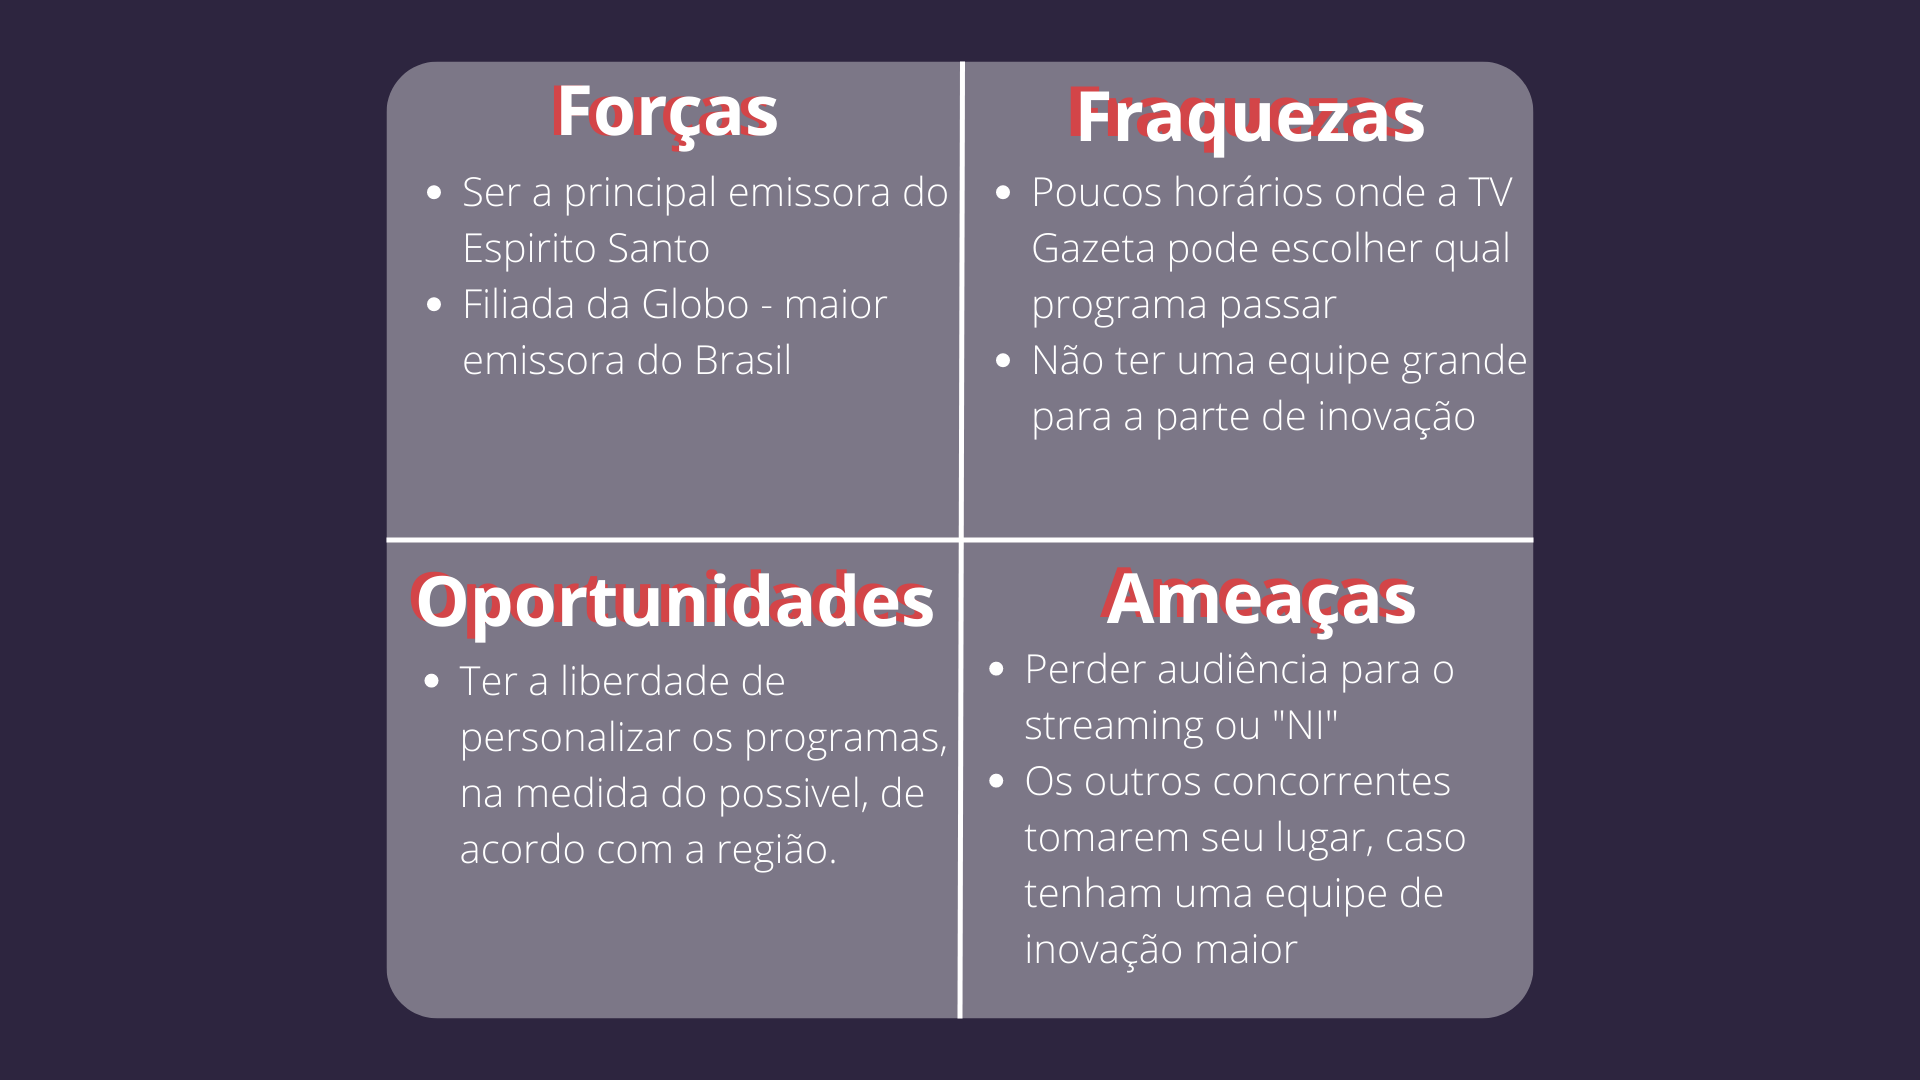 Forças
• Ser a principal emissora do
Espirito Santo
• Filiada da Globo - maior
emissora do Brasil
Fraquezas
• Poucos horários onde a TV
Gazeta pode escolher qual
programa passar
• Não ter uma equipe grande
para a parte de inovação
Oportunidades
• Ter a liberdade de
personalizar os programas,
na medida do possivel, de
acordo com a região.
Ameaças
• Perder audiência para o
streaming ou "NI"
• Os outros concorrentes
tomarem seu lugar, caso
tenham uma equipe de
inovação maior